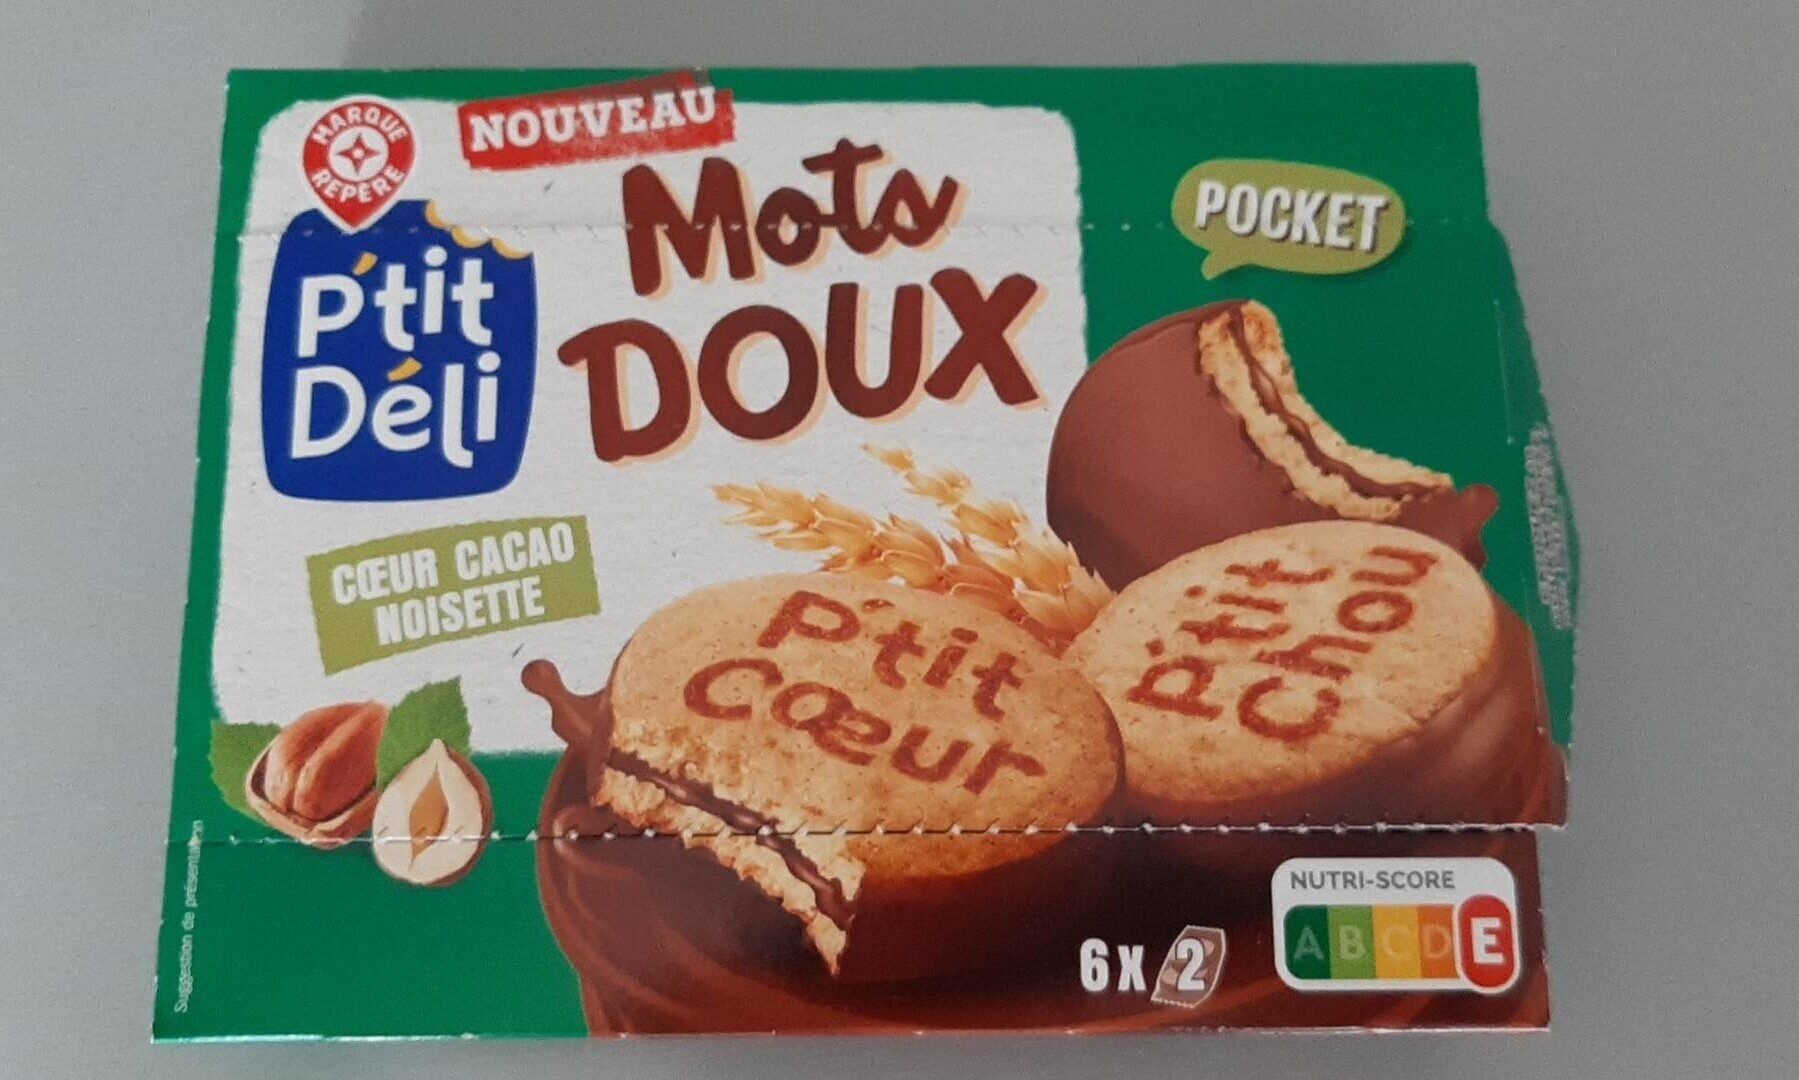 MARQUE
REPÈRE
NOUVEAU
Mots
DOUX
POCKET
P'tit
Déli
CŒUR CACAO
NOISETTE
P'tit
Cœur
P'tit
Chou
Suggestion de présentation
6 X 2
NUTRI-SCORE
A B C D E